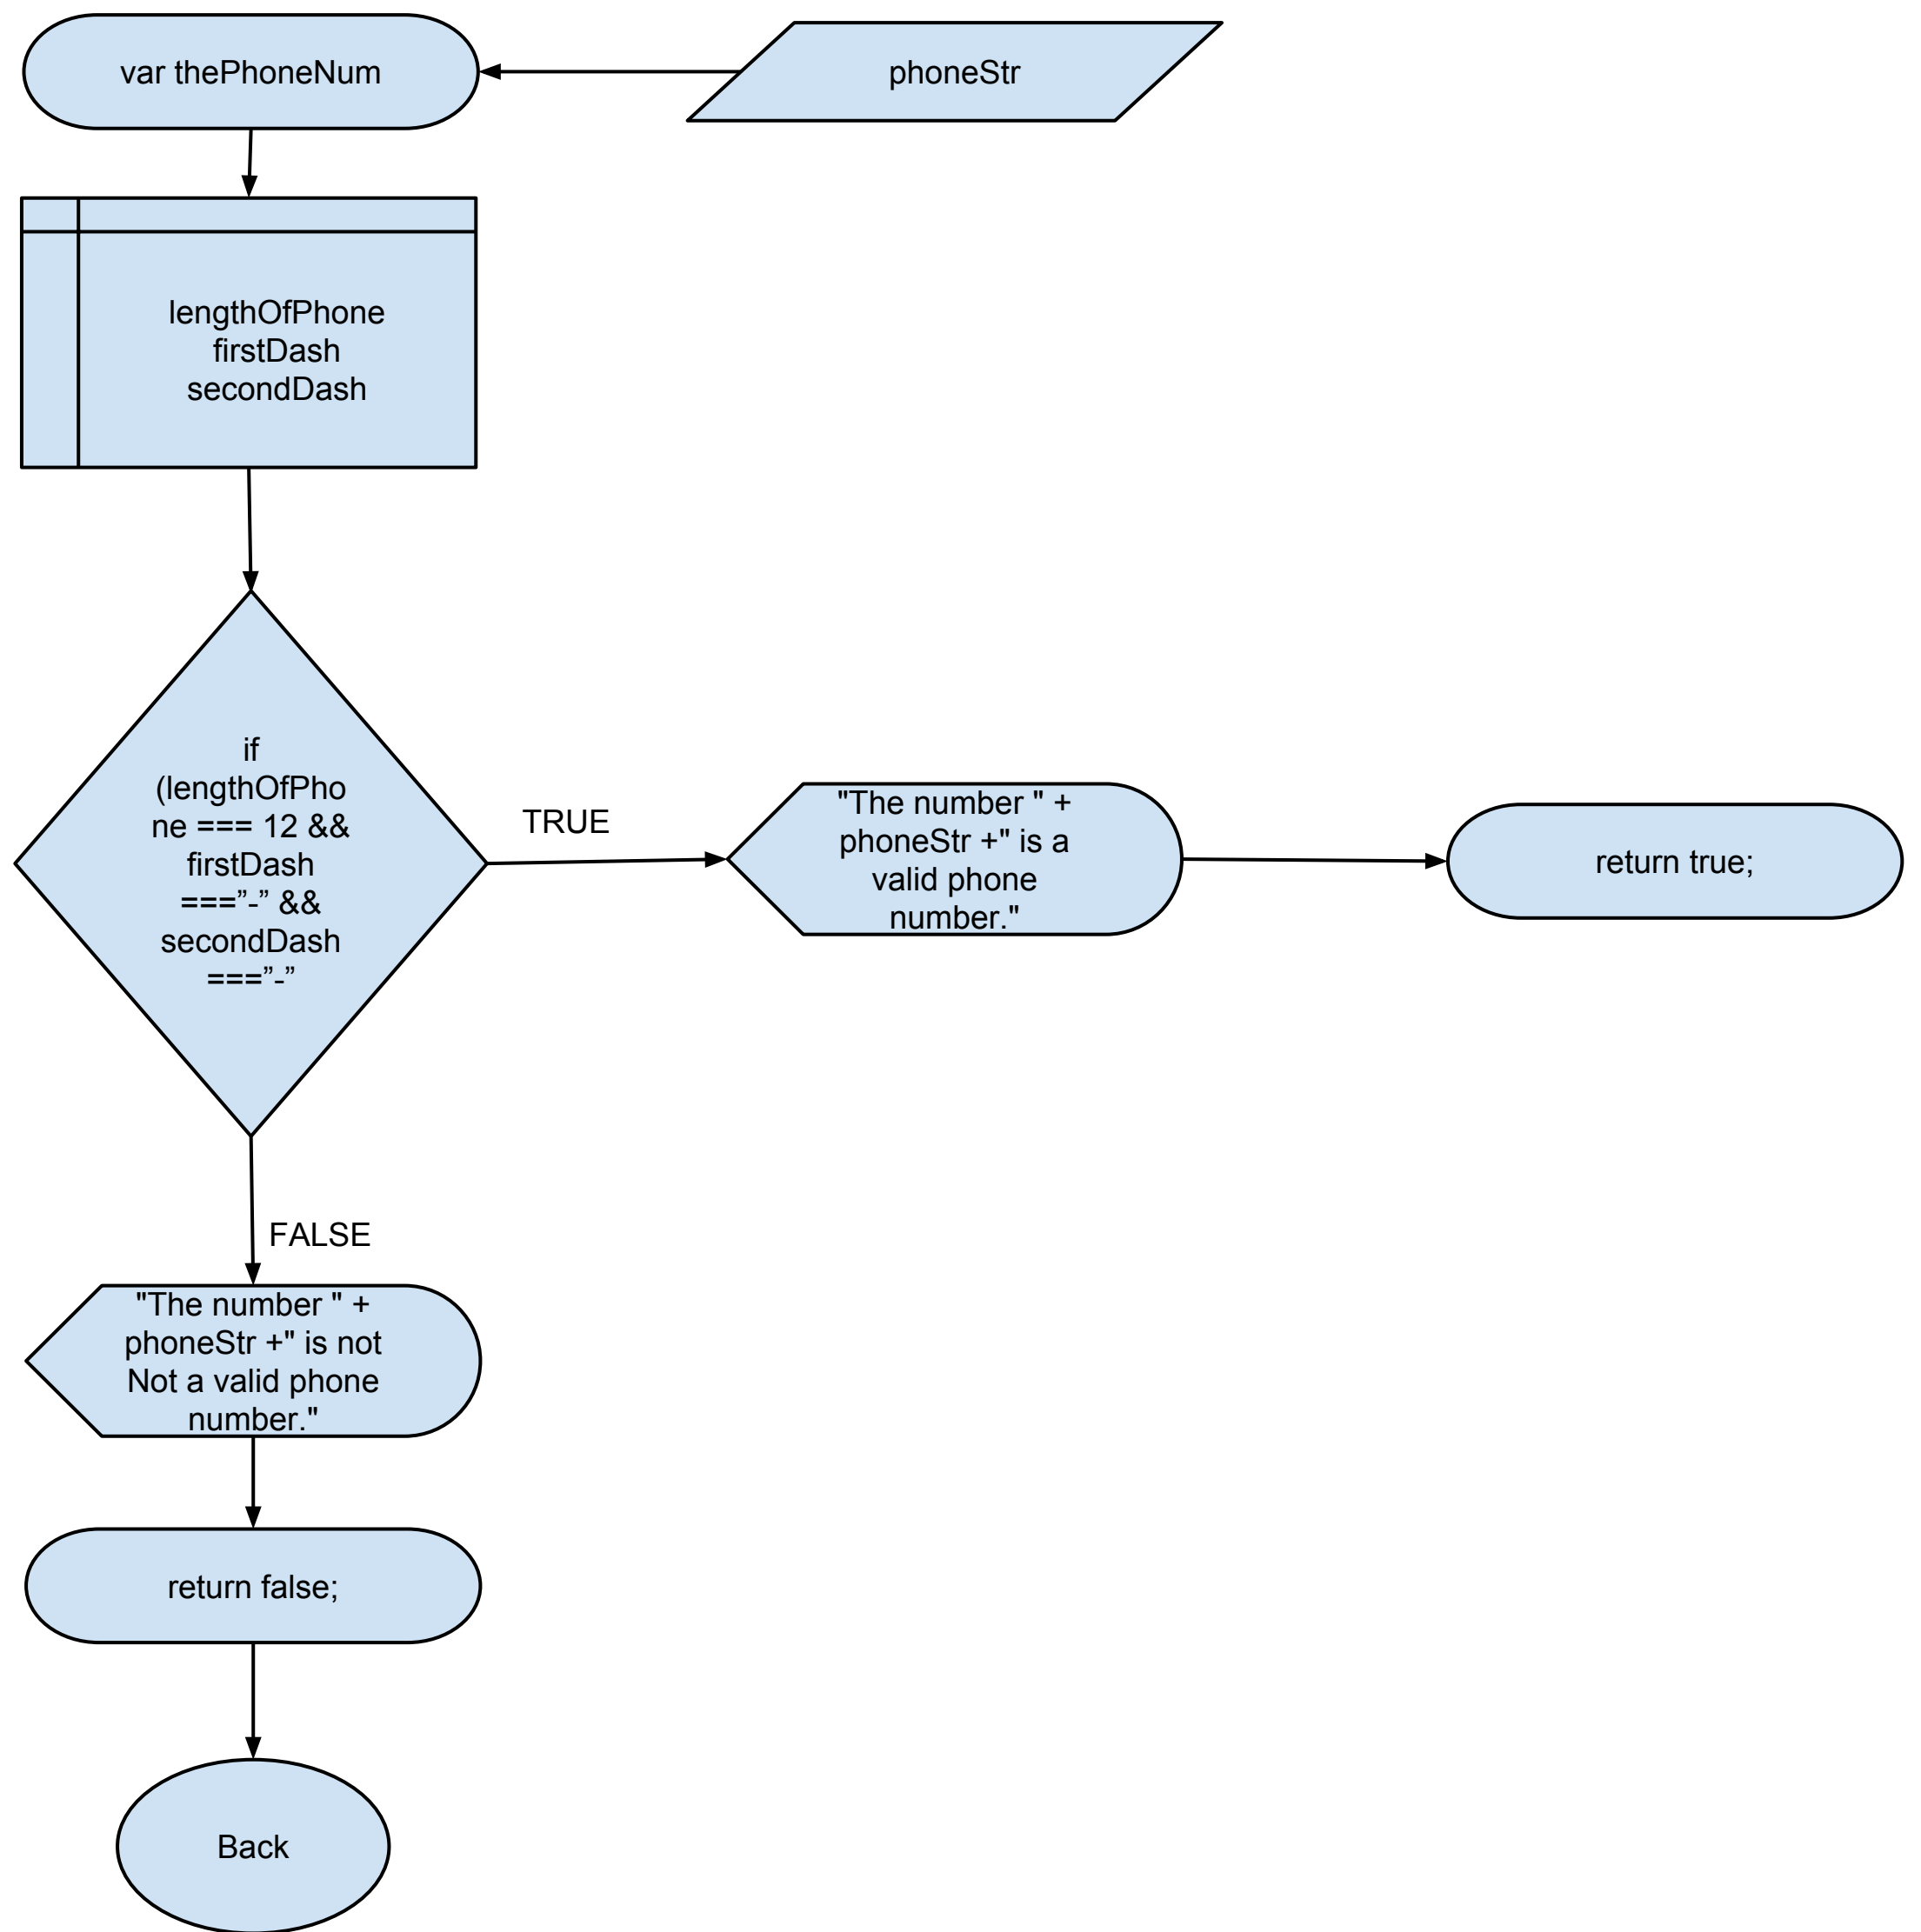 var thePhoneNum
phoneStr
lengthOfPhone
firstDash
secondDash
if
(lengthOfPho
ne === 12 &&
firstDash
===”-” &&
secondDash
===”-”
TRUE
"The number " +
phoneStr +" is a
valid phone
number."
return true;
FALSE
"The number " +
phoneStr +" is not
Not a valid phone
number."
return false;
Back